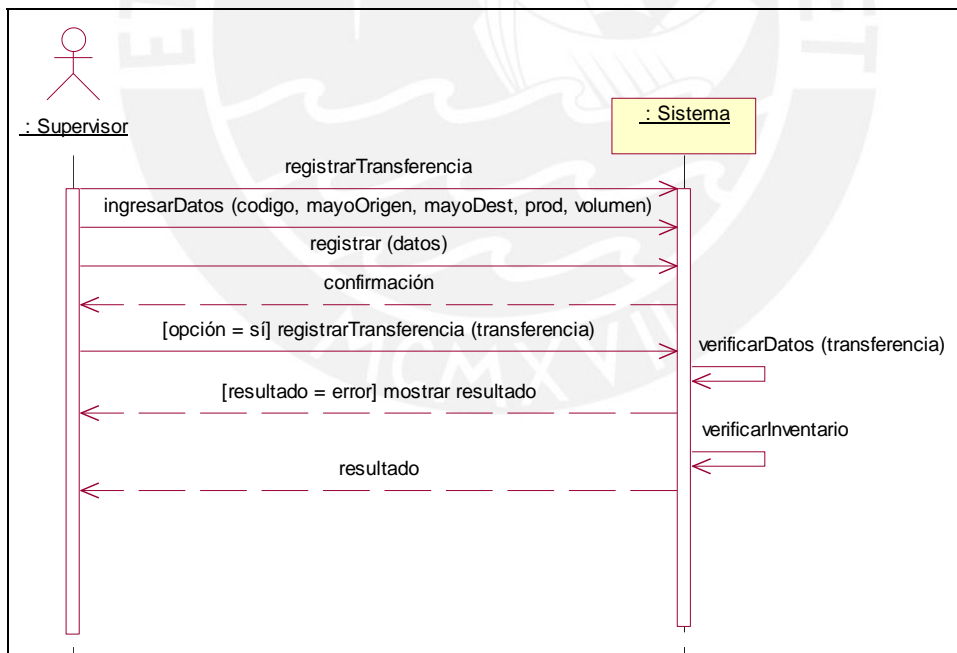 : Supervisor
: Sistema
registrarTransferencia
ingresarDatos (codigo, mayoOrigen, mayoDest, prod, volumen)
registrar (datos)
confirmación
[opción = sí] registrarTransferencia (transferencia)
verificarDatos (transferencia)
[resultado = error] mostrar resultado
verificarInventario
resultado
MCMXVII